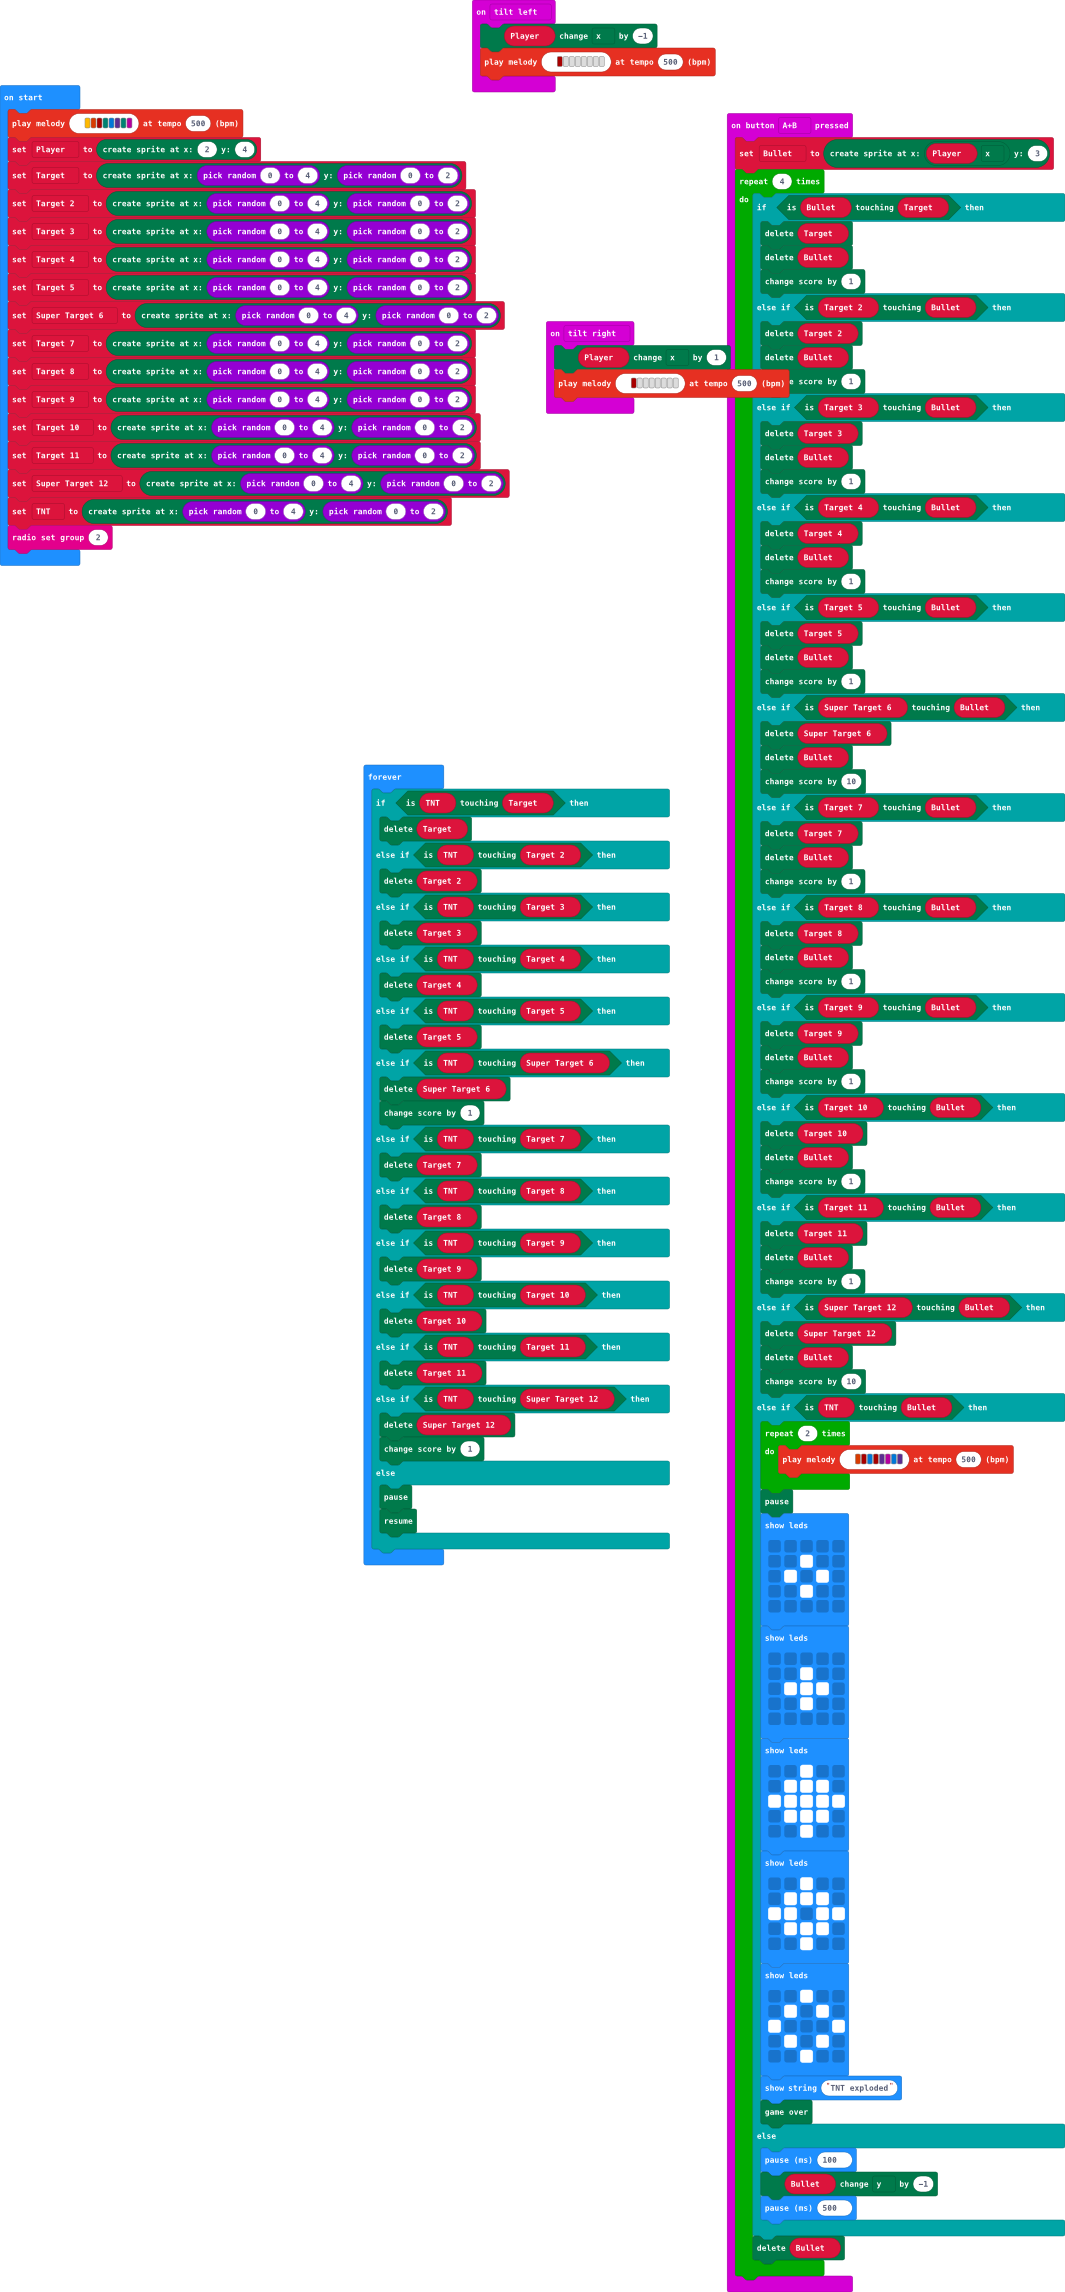 on tilt left
Player change x by -1
play melody at tempo 500 (bpm)
on start
play melody at tempo 500 (bpm)
set Player to create sprite at x: 2 y: 4
set Target to create sprite at x: pick random 0 to 4 y: pick random 0 to 2
set Target 2 to create sprite at x: pick random 0 to 4 y: pick random 0 to 2
set Target 3 to create sprite at x: pick random 0 to 4 y: pick random 0 to 2
set Target 4 to create sprite at x: pick random 0 to 4 y: pick random 0 to 2
set Target 5 to create sprite at x: pick random 0 to 4 y: pick random 0 to 2
set Super Target 6 to create sprite at x: pick random 0 to 4 y: pick random 0 to 2
set Target 7 to create sprite at x: pick random 0 to 4 y: pick random 0 to 2
set Target 8 to create sprite at x: pick random 0 to 4 y: pick random 0 to 2
set Target 9 to create sprite at x: pick random 0 to 4 y: pick random 0 to 2
set Target 10 to create sprite at x: pick random 0 to 4 y: pick random 0 to 2
set Target 11 to create sprite at x: pick random 0 to 4 y: pick random 0 to 2
set Super Target 12 to create sprite at x: pick random 0 to 4 y: pick random 0 to 2
set TNT to create sprite at x: pick random 0 to 4 y: pick random 0 to 2
radio set group 2
on tilt right
Player change x by 1
play melody at tempo 500 (bpm)
forever
if is TNT touching Target then
delete Target
else if is TNT touching Target 2 then
delete Target 2
else if is TNT touching Target 3 then
delete Target 3
else if is TNT touching Target 4 then
delete Target 4
else if is TNT touching Target 5 then
delete Target 5
else if is TNT touching Super Target 6 then
delete Super Target 6
change score by 1
else if is TNT touching Target 7 then
delete Target 7
else if is TNT touching Target 8 then
delete Target 8
else if is TNT touching Target 9 then
delete Target 9
else if is TNT touching Target 10 then
delete Target 10
else if is TNT touching Target 11 then
delete Target 11
else if is TNT touching Super Target 12 then
delete Super Target 12
change score by 1
else
pause
resume
on button A+B pressed
set Bullet to create sprite at x: Player x y: 3
repeat 4 times
do
if is Bullet touching Target then
delete Target
delete Bullet
change score by 1
else if is Target 2 touching Bullet then
delete Target 2
delete Bullet
e score by 1
else if is Target 3 touching Bullet then
delete Target 3
delete Bullet
change score by 1
else if is Target 4 touching Bullet then
delete Target 4
delete Bullet
change score by 1
else if is Target 5 touching Bullet then
delete Target 5
delete Bullet
change score by 1
else if is Super Target 6 touching Bullet then
delete Super Target 6
delete Bullet
change score by 10
else if is Target 7 touching Bullet then
delete Target 7
delete Bullet
change score by 1
else if is Target 8 touching Bullet then
delete Target 8
delete Bullet
change score by 1
else if is Target 9 touching Bullet then
delete Target 9
delete Bullet
change score by 1
else if is Target 10 touching Bullet then
delete Target 10
delete Bullet
change score by 1
else if is Target 11 touching Bullet then
delete Target 11
delete Bullet
change score by 1
else if is Super Target 12 touching Bullet then
delete Super Target 12
delete Bullet
change score by 10
else if is TNT touching Bullet then
repeat 2 times
do play melody at tempo 500 (bpm)
pause
show leds
show leds
show leds
show leds
show leds
show string "TNT exploded"
game over
else
pause (ms) 100
Bullet change y by -1
pause (ms) 500
delete Bullet